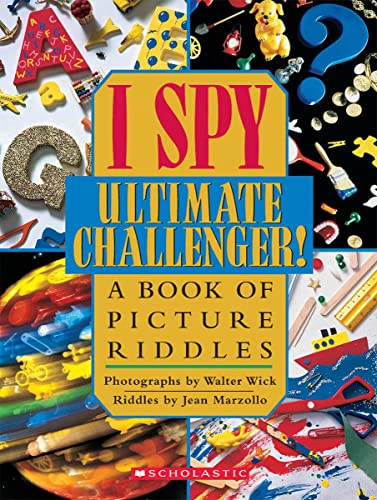 I SPY
ULTIMATE
CHALLENGER!
A BOOK OF
PICTURE
RIDDLES
Photographs by Walter Wick
Riddles by Jean Marzollo
SCHOLASTIC
A
Q
?